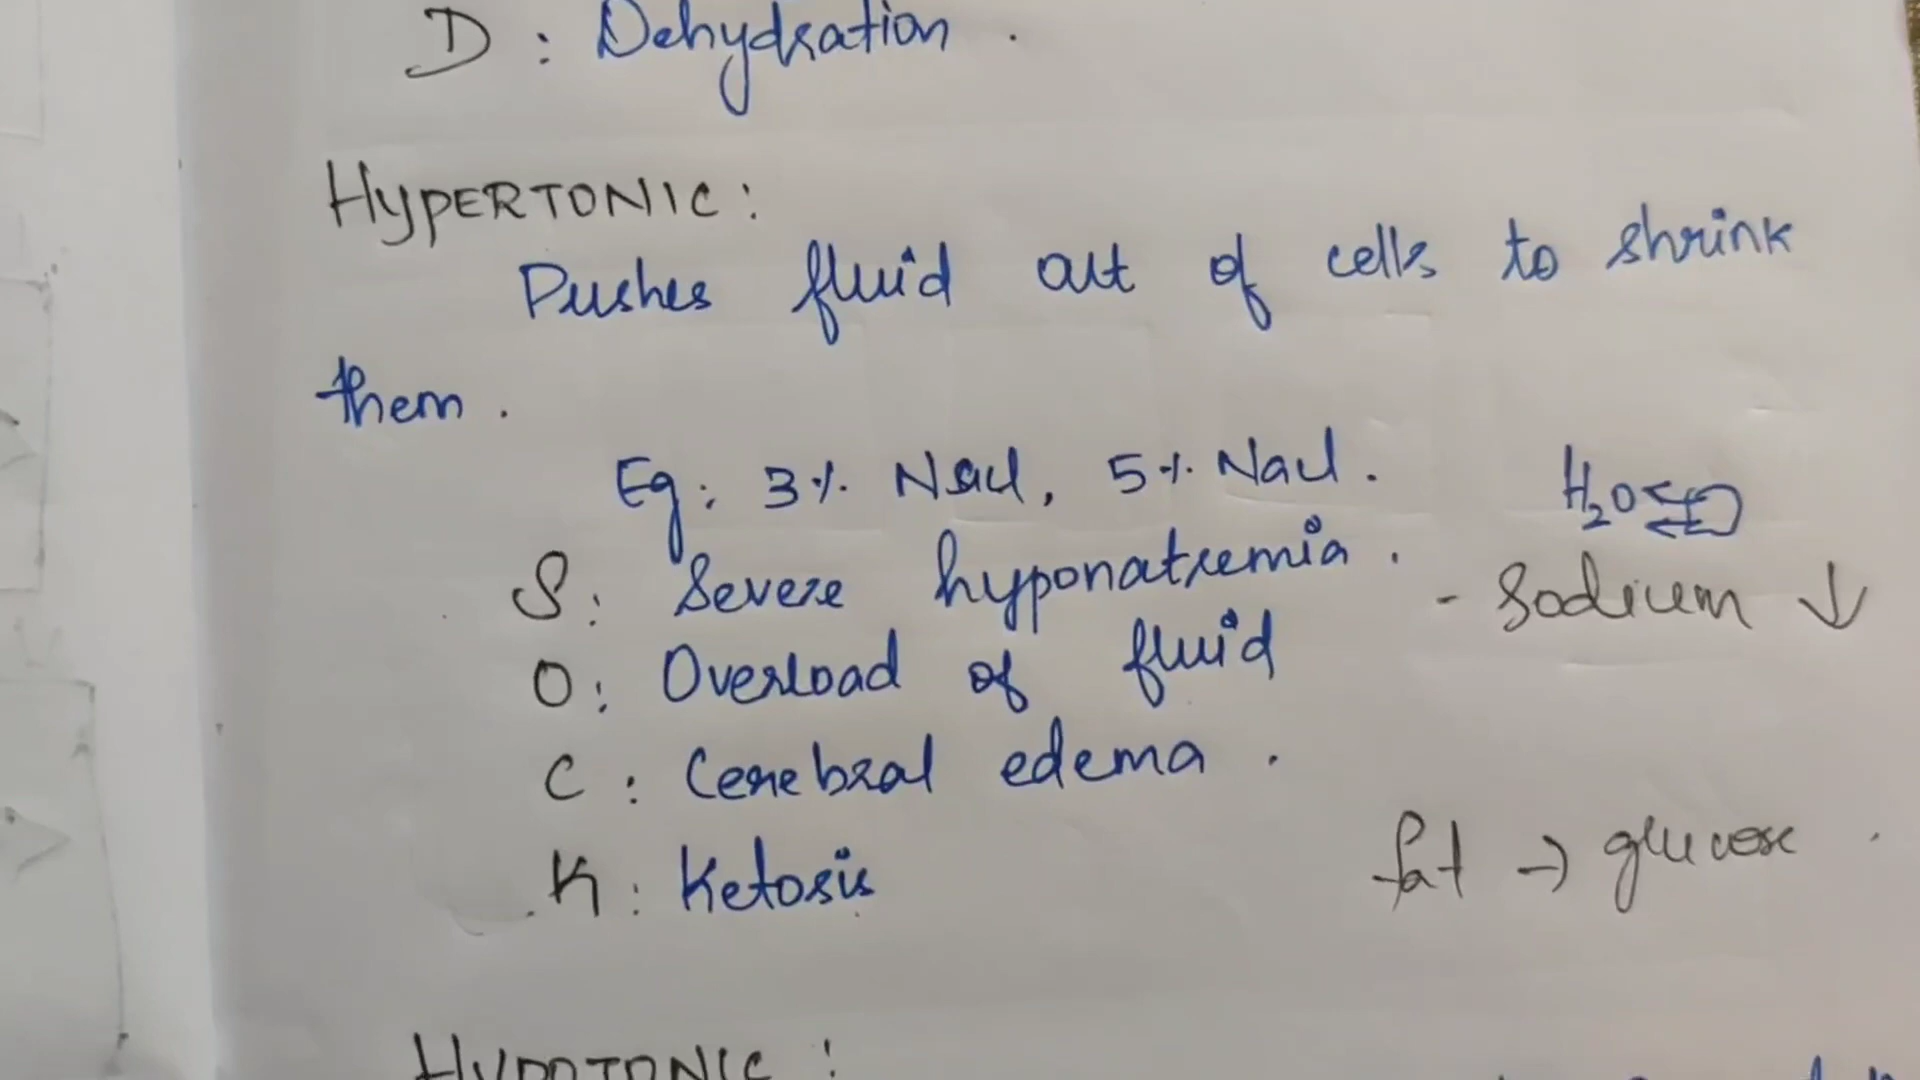 D : Dehydration .
HYPERTONIC :
Pushes fluid out of cells to shrink
them .
Eg : 3% NaCl, 5% NaCl .
H₂O
S : Severe hyponatremia . - Sodium ↓
O : Overload of fluid
C : Cerebral edema .
K : Ketosis
fat → glucose .
HYPOTONIC :